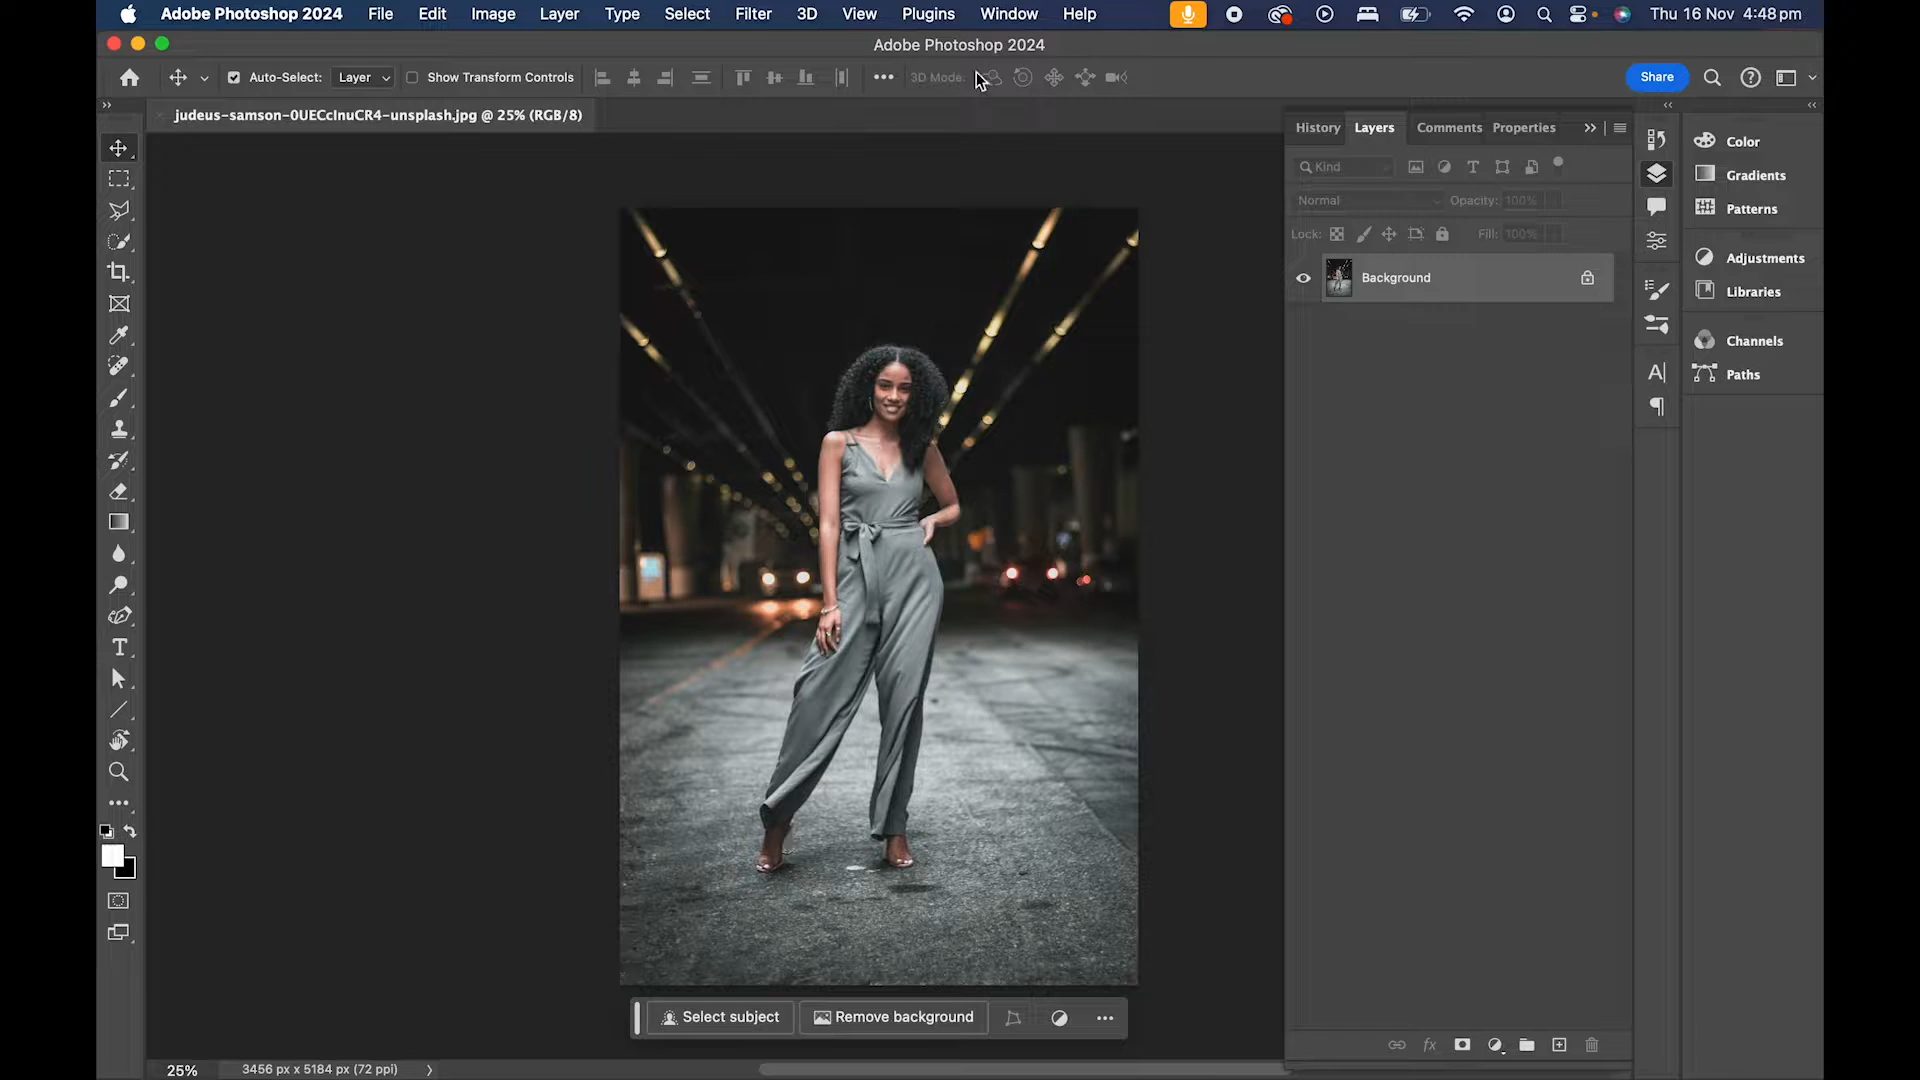 Adobe Photoshop 2024 File Edit Image Layer Type Select Filter 3D View Plugins Window Help Thu 16 Nov 4:48 pm
Adobe Photoshop 2024
Auto-Select: Layer Show Transform Controls 3D Mode: Share
judeus-samson-0UECcInuCR4-unsplash.jpg @ 25% (RGB/8)
History Layers Comments Properties
Kind
Normal Opacity: 100%
Lock: Fill: 100%
Background
Color
Gradients
Patterns
Adjustments
Libraries
Channels
Paths
Select subject Remove background
25% 3456 px x 5184 px (72 ppi)